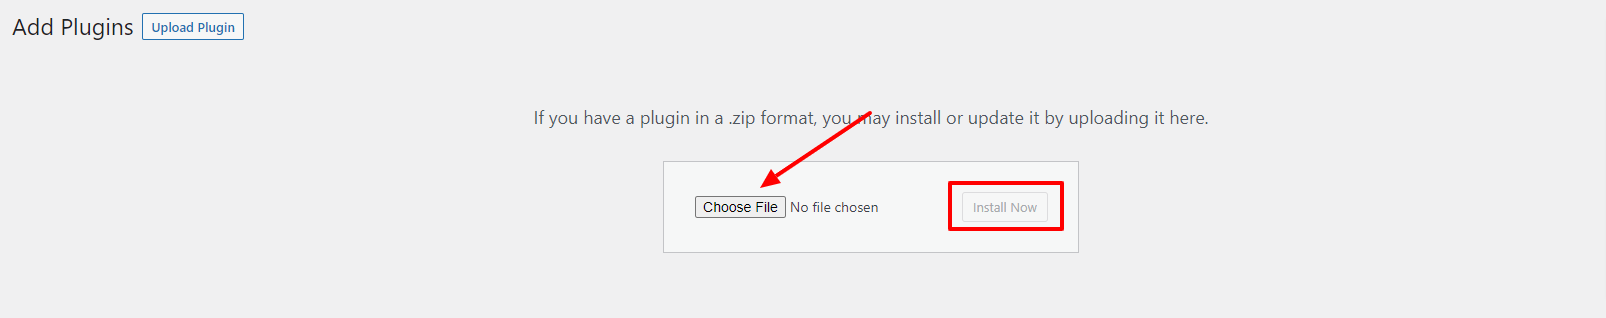 Add Plugins Upload Plugin
If you have a plugin in a .zip format, you may install or update it by uploading it here.
Choose File No file chosen Install Now